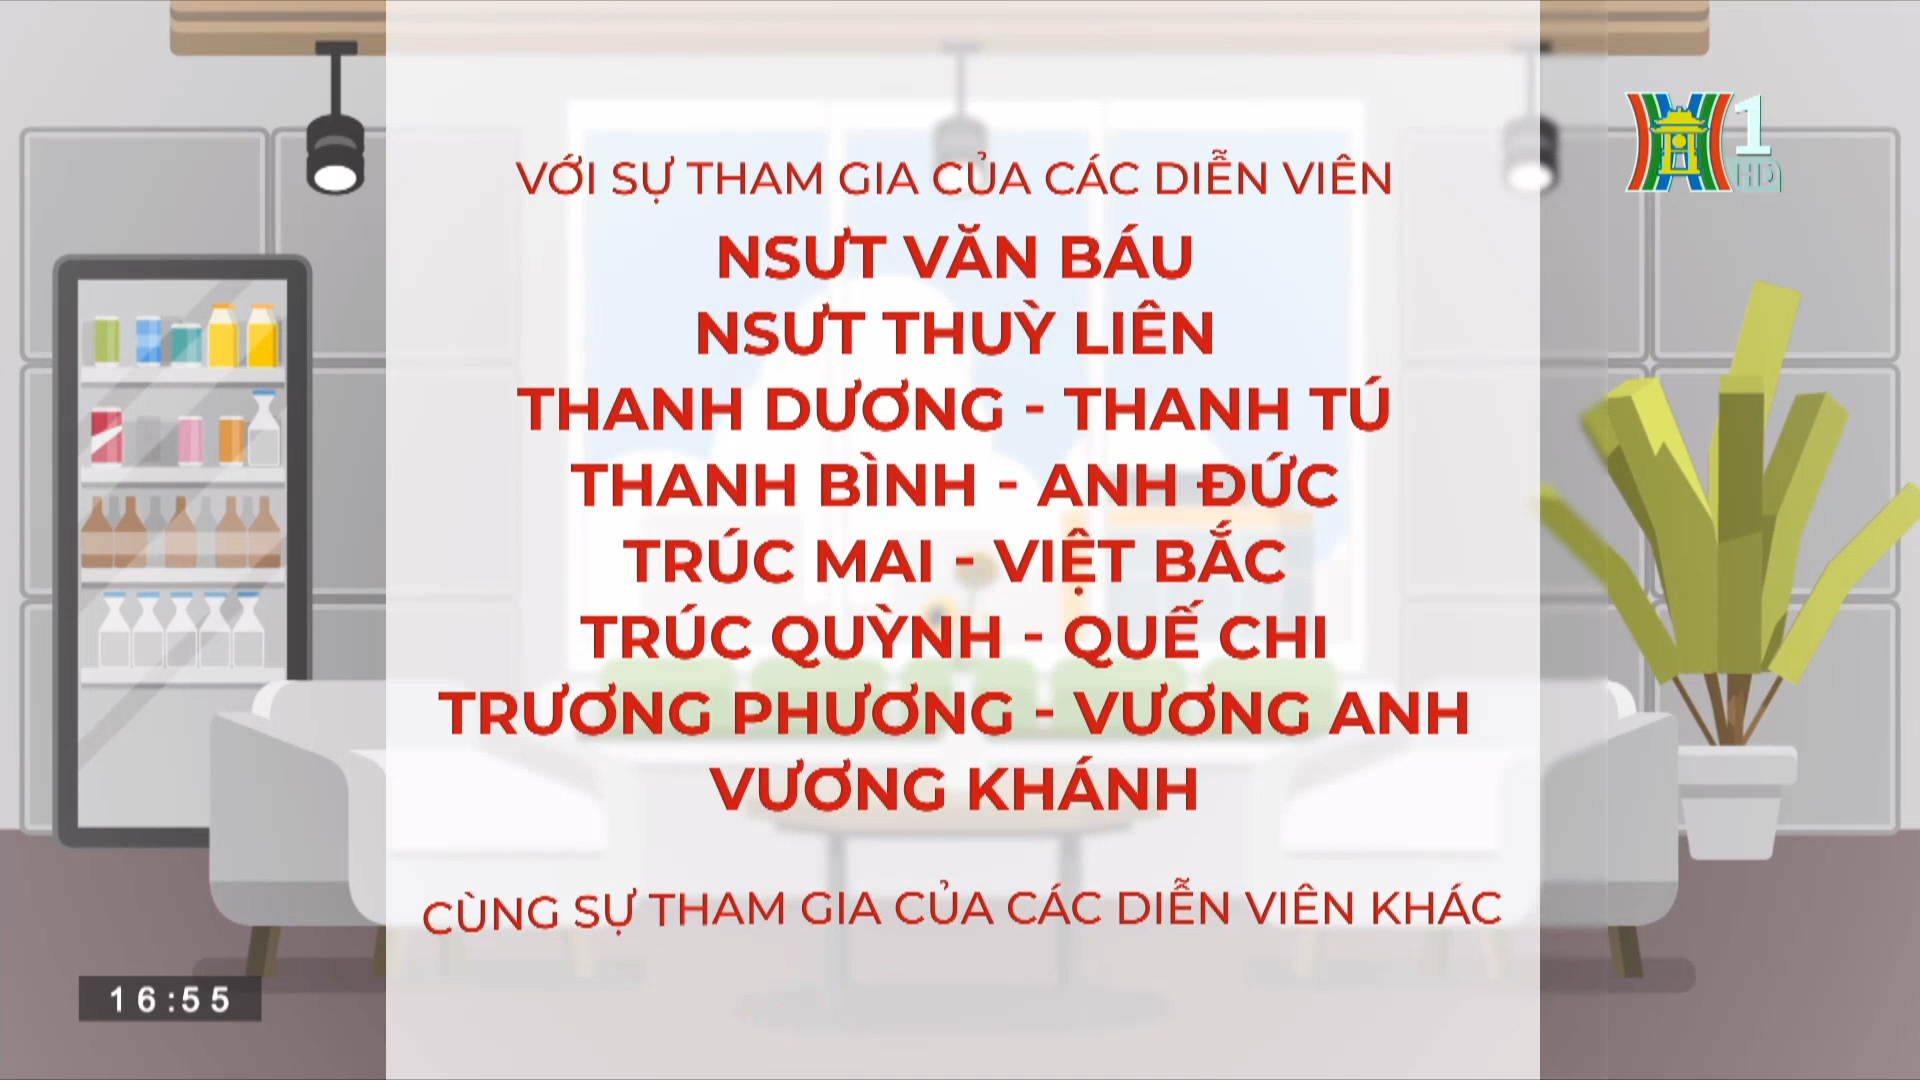 VỚI SỰ THAM GIA CỦA CÁC DIỄN VIÊN
NSƯT VĂN BÁU
NSƯT THUỲ LIÊN
THANH DƯƠNG - THANH TÚ
THANH BÌNH - ANH ĐỨC
TRÚC MAI - VIỆT BẮC
TRÚC QUỲNH - QUẾ CHI
TRƯƠNG PHƯƠNG - VƯƠNG ANH
VƯƠNG KHÁNH
CÙNG SỰ THAM GIA CỦA CÁC DIỄN VIÊN KHÁC
H1
HD
16:55